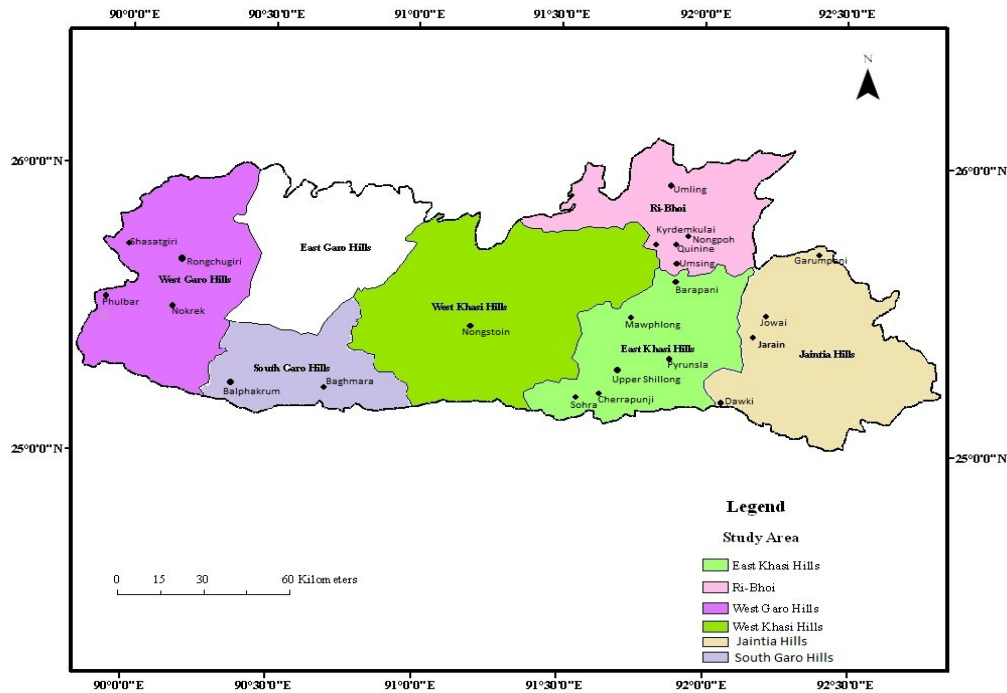 90°0'0"E 90°30'0"E 91°0'0"E 91°30'0"E 92°0'0"E 92°30'0"E
N
26°0'0"N
26°0'0"N
Umling
Ri-Bhoi
Kyrdemkulai
Nongpoh
Shasatgiri
East Garo Hills
Quinine
Rongchugiri
Umsing
Garumpani
West Garo Hills
Barapani
Phulbar
Nokrek
West Khasi Hills
Nongstoin
Mawphlong
Jowai
Jarain
East Khasi Hills
Jaintia Hills
Pyrunsla
South Garo Hills
Upper Shillong
Balphakrum
Baghmara
Sohra
Cherrapunji
Dawki
25°0'0"N
25°0'0"N
Legend
Study Area
East Khasi Hills
Ri-Bhoi
West Garo Hills
West Khasi Hills
Jaintia Hills
South Garo Hills
0 15 30 60 Kilometers
90°0'0"E 90°30'0"E 91°0'0"E 91°30'0"E 92°0'0"E 92°30'0"E